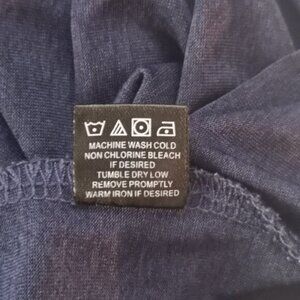 MACHINE WASH COLD
NON CHLORINE BLEACH
IF DESIRED
TUMBLE DRY LOW
REMOVE PROMPTLY
WARM IRON IF DESIRED